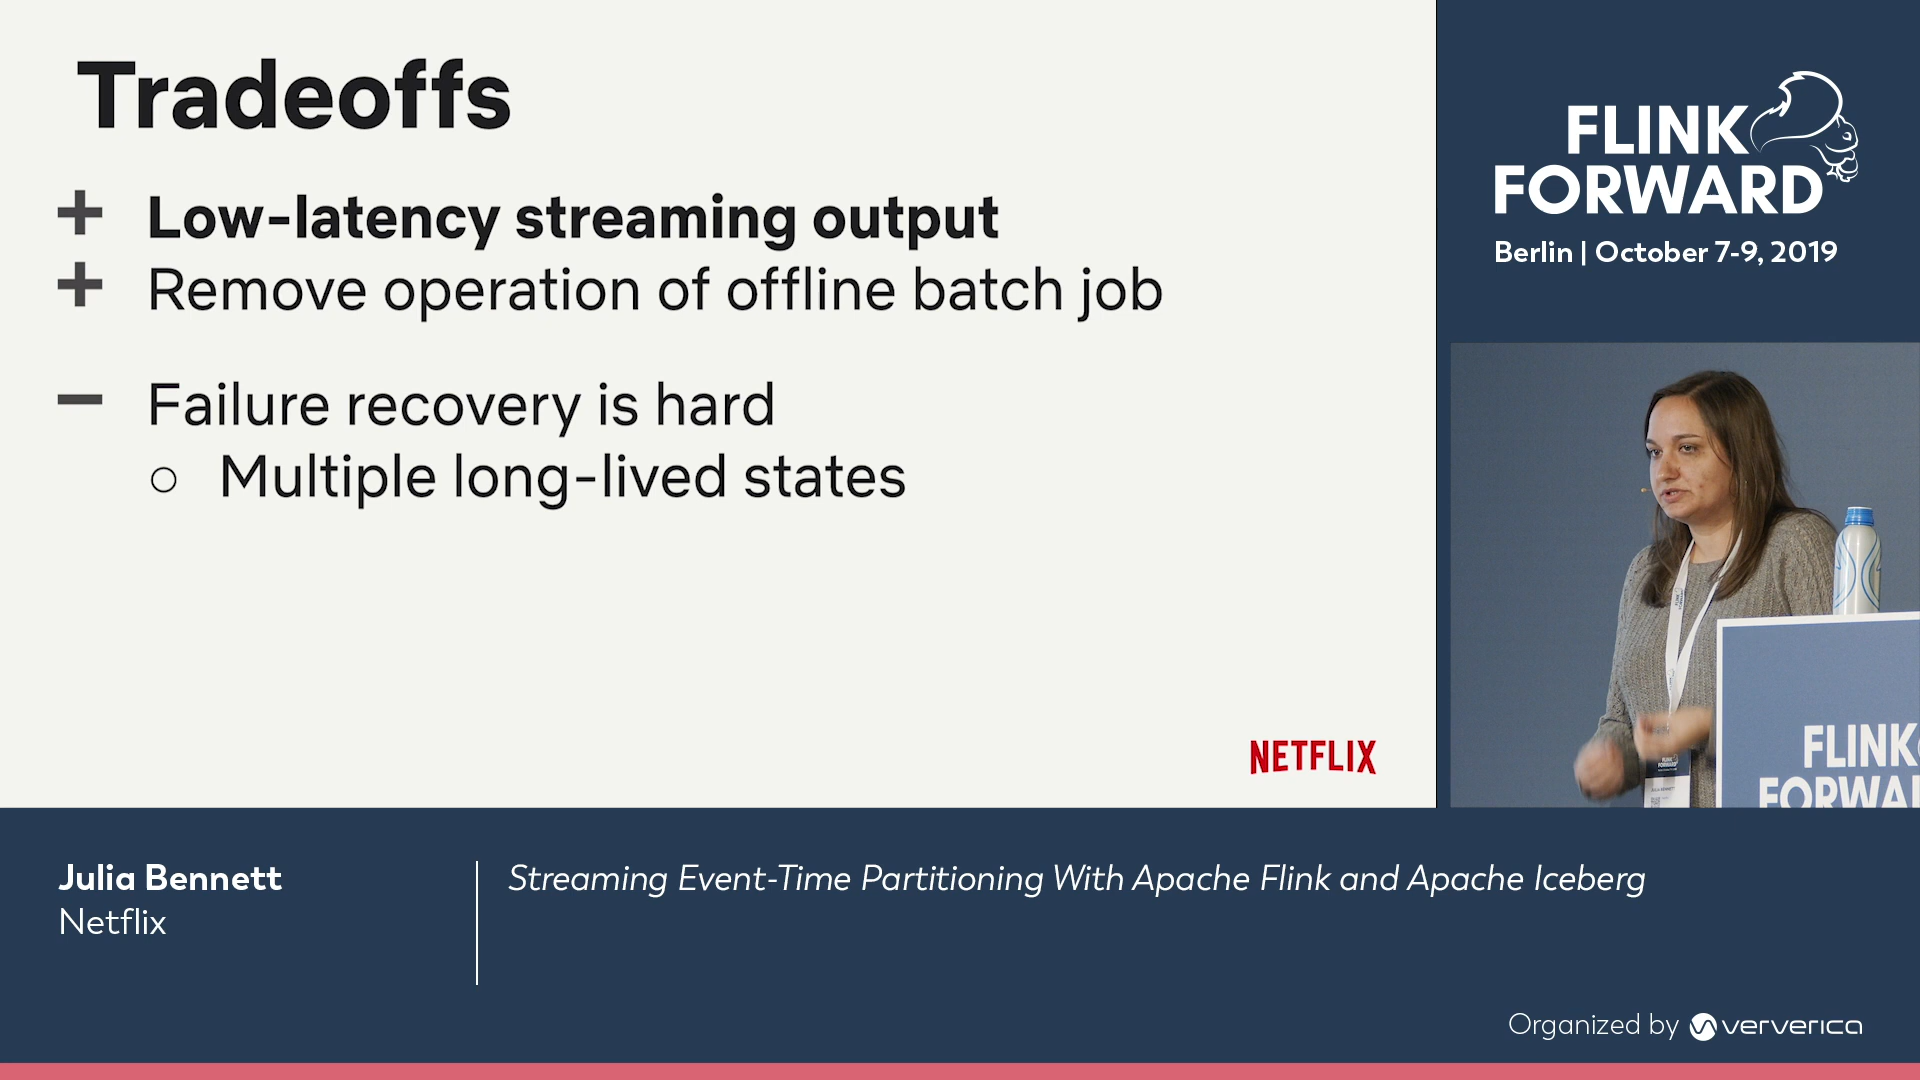 Tradeoffs
+ Low-latency streaming output
+ Remove operation of offline batch job
– Failure recovery is hard
○ Multiple long-lived states
NETFLIX
FLINK
FORWARD
Berlin | October 7-9, 2019
FLINK
Julia Bennett
Netflix
Streaming Event-Time Partitioning With Apache Flink and Apache Iceberg
Organized by ververica